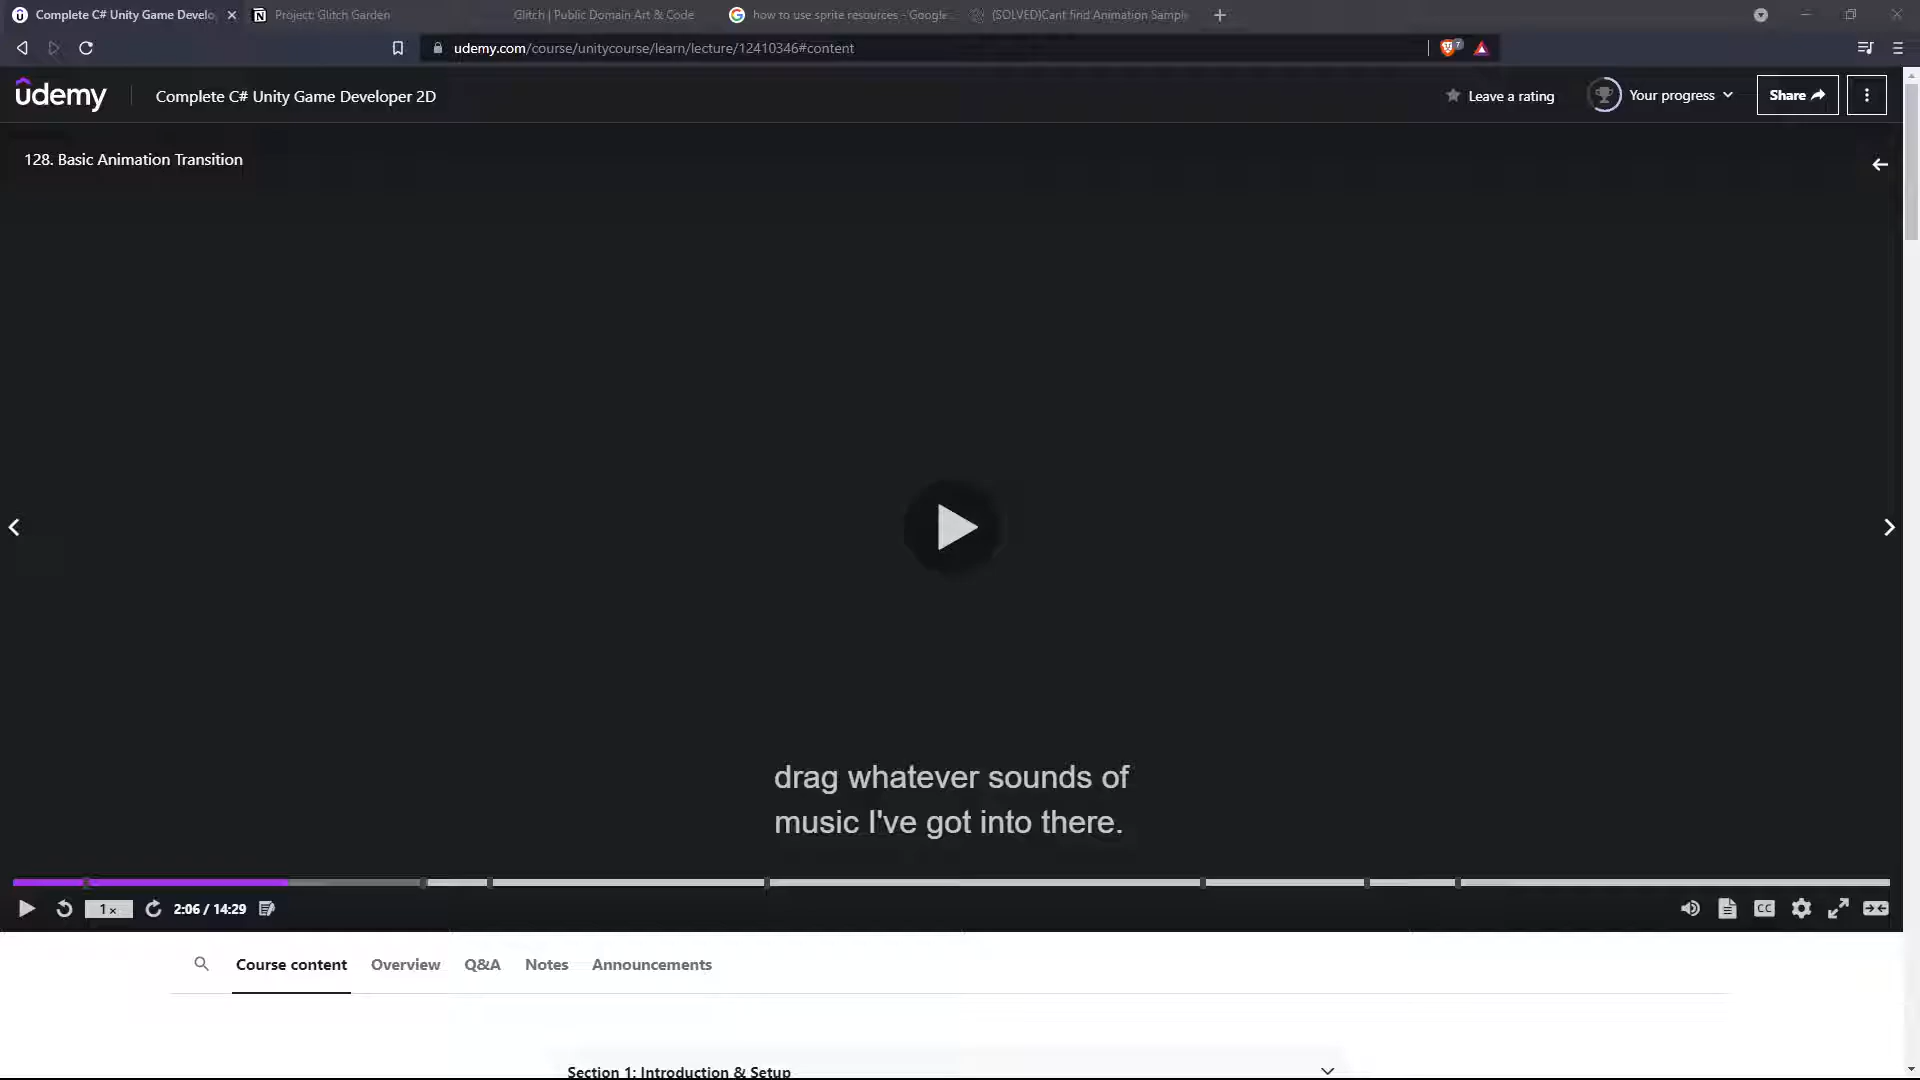 Complete C# Unity Game Develo
Project: Glitch Garden
Glitch | Public Domain Art & Code
how to use sprite resources - Google
(SOLVED)Cant find Animation Sampl
udemy.com/course/unitycourse/learn/lecture/12410346#content
7
udemy
Complete C# Unity Game Developer 2D
Leave a rating
Your progress
Share
128. Basic Animation Transition
drag whatever sounds of
music I've got into there.
1x
2:06 / 14:29
CC
Course content
Overview
Q&A
Notes
Announcements
Section 1: Introduction & Setup